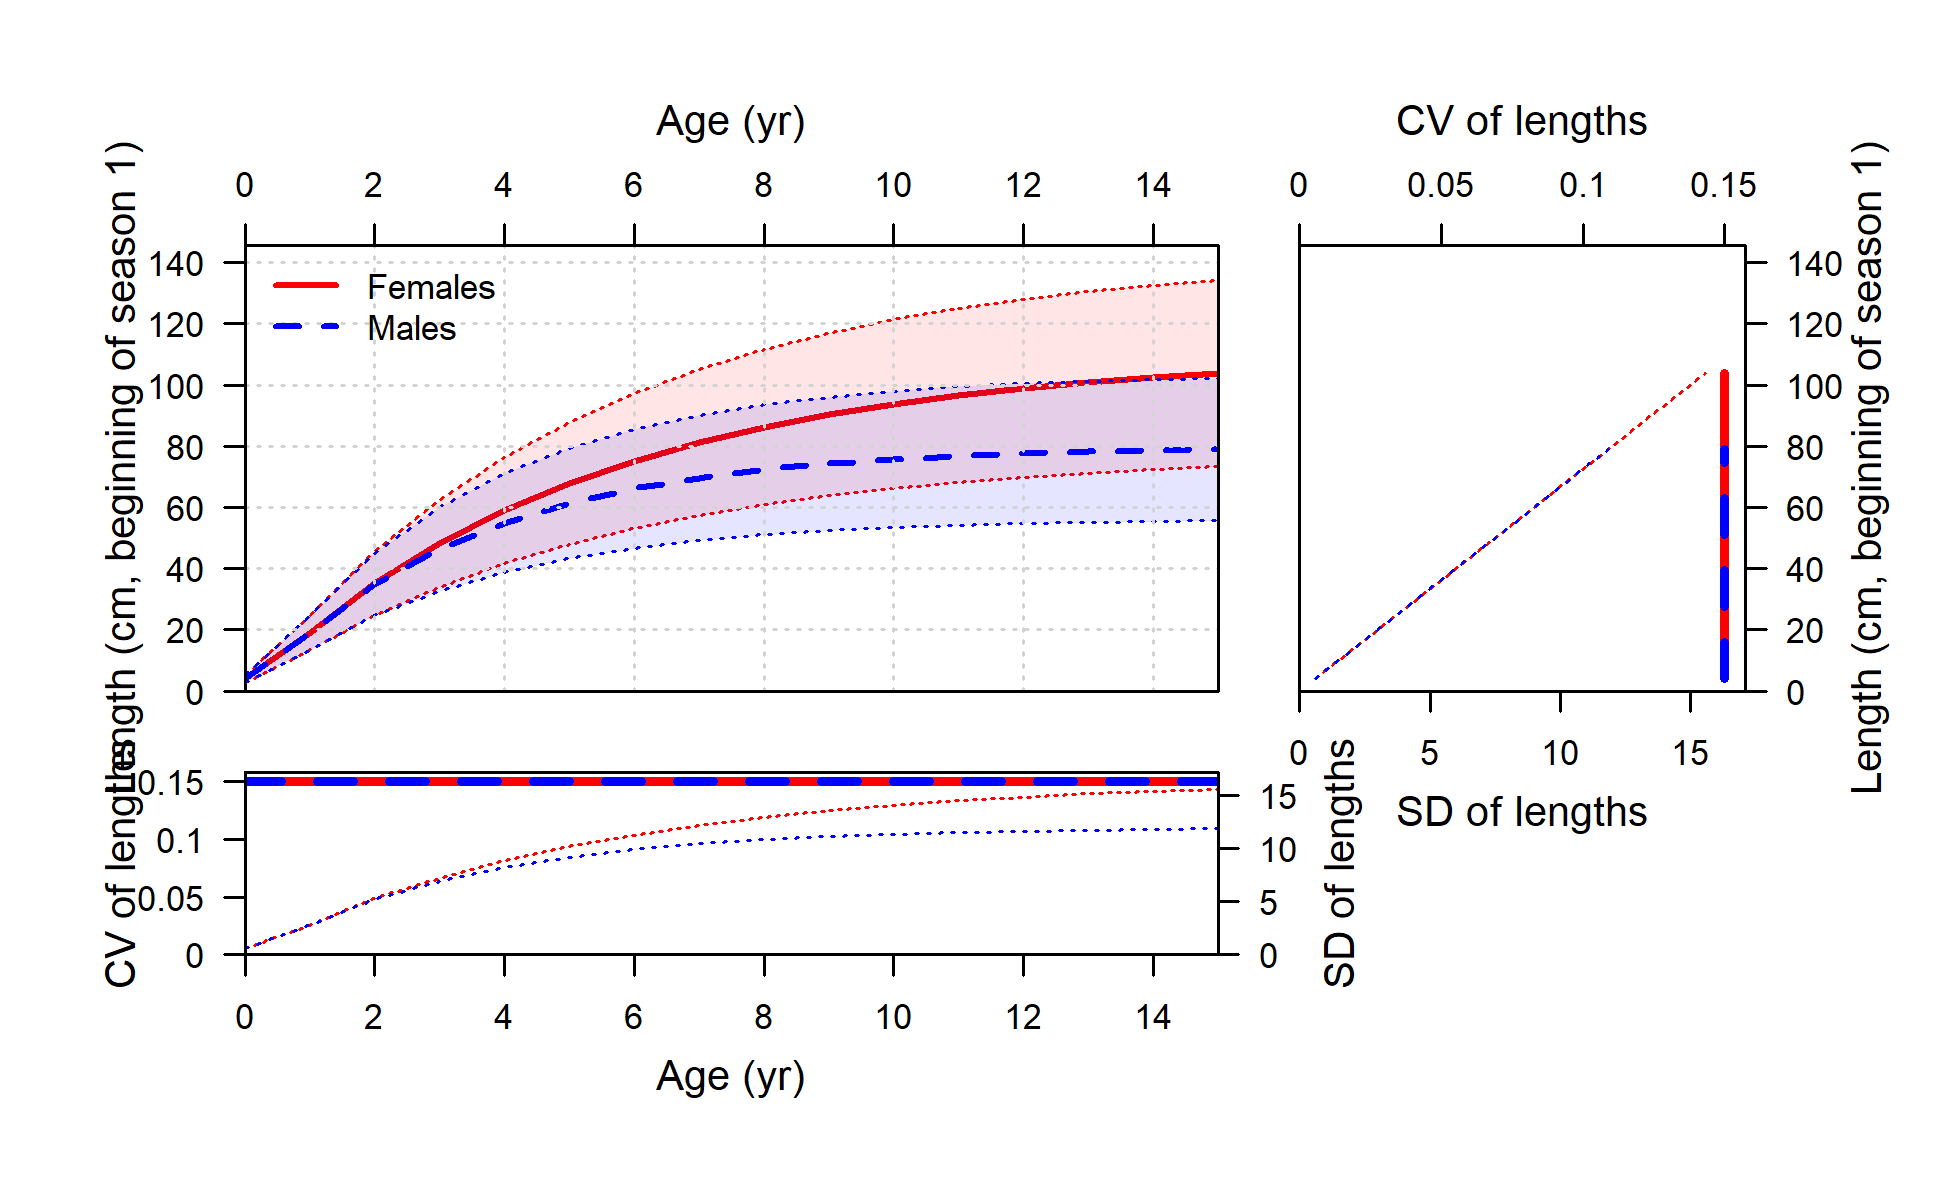 Age (yr)
CV of lengths
0 2 4 6 8 10 12 14
0 0.05 0.1 0.15
Length (cm, beginning of season 1)
140
120
100
80
60
40
20
0
Females
Males
140
120
100
80
60
40
20
0
Length (cm, beginning of season 1)
0 5 10 15
SD of lengths
CV of lengths
0.15
0.1
0.05
0
15
10
5
0
SD of lengths
0 2 4 6 8 10 12 14
Age (yr)